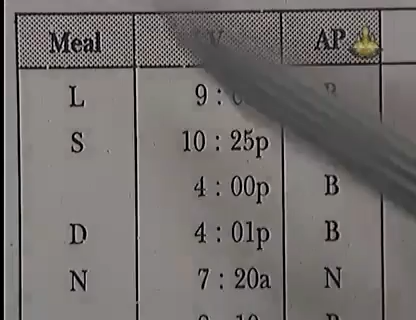 Meal AP
L 9 :
S 10 : 25p
4 : 00p B
D 4 : 01p B
N 7 : 20a N